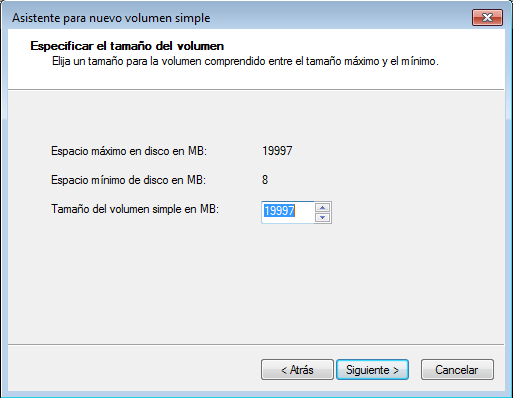 Asistente para nuevo volumen simple
Especificar el tamaño del volumen
Elija un tamaño para la volumen comprendido entre el tamaño máximo y el mínimo.
Espacio máximo en disco en MB: 19997
Espacio mínimo de disco en MB: 8
Tamaño del volumen simple en MB: 19997
< Atrás Siguiente > Cancelar